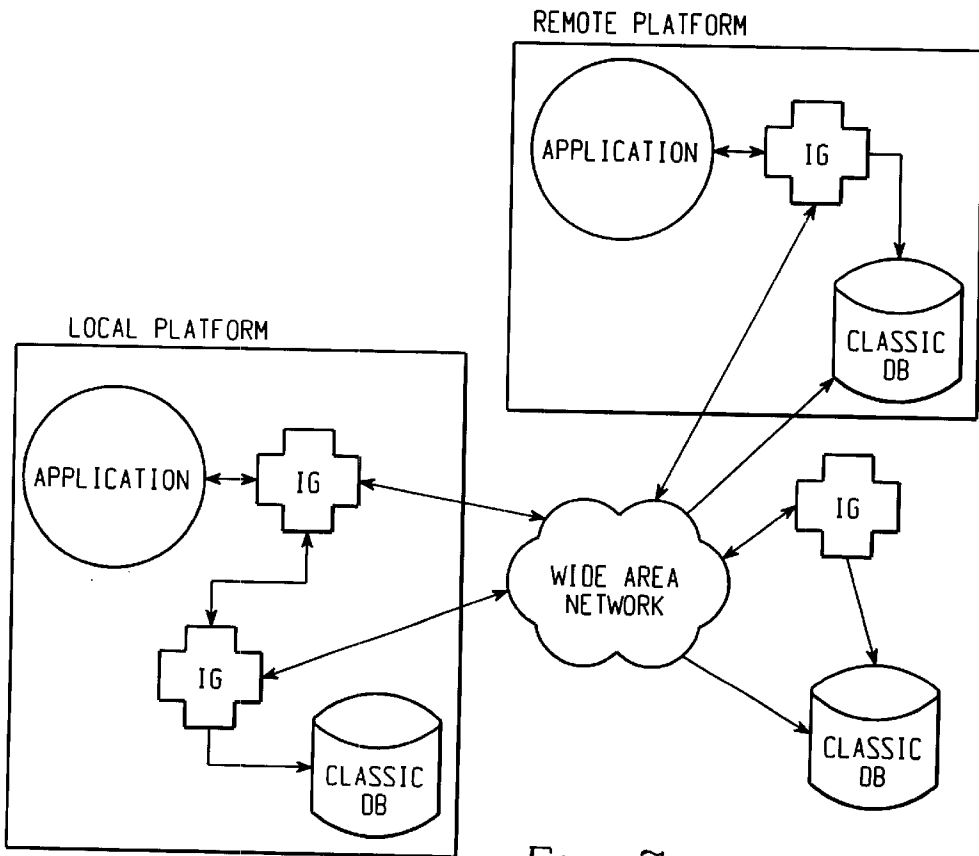 REMOTE PLATFORM
APPLICATION
IG
CLASSIC
DB
LOCAL PLATFORM
APPLICATION
IG
IG
CLASSIC
DB
WIDE AREA
NETWORK
IG
CLASSIC
DB